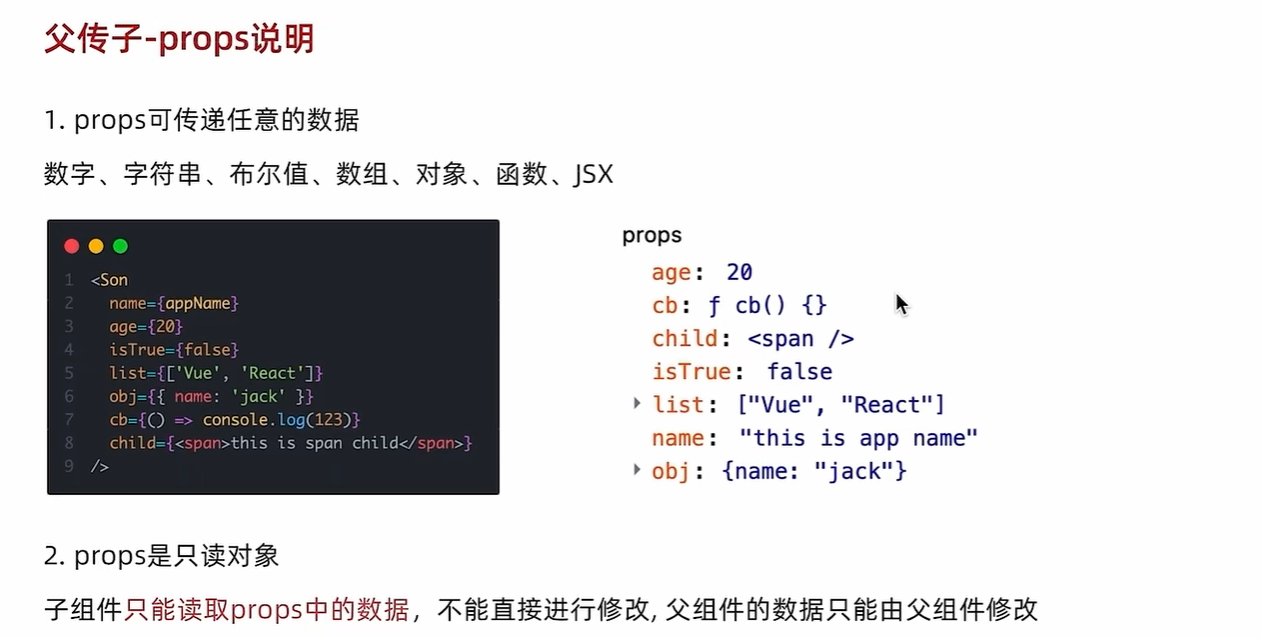 父传子-props说明
1. props可传递任意的数据
数字、字符串、布尔值、数组、对象、函数、JSX
1 <Son
2 name={appName}
3 age={20}
4 isTrue={false}
5 list={['Vue', 'React']}
6 obj={{ name: 'jack' }}
7 cb={() => console.log(123)}
8 child={<span>this is span child</span>}
9 />
props
age: 20
cb: ƒ cb() {}
child: <span />
isTrue: false
list: ["Vue", "React"]
name: "this is app name"
obj: {name: "jack"}
2. props是只读对象
子组件只能读取props中的数据，不能直接进行修改, 父组件的数据只能由父组件修改